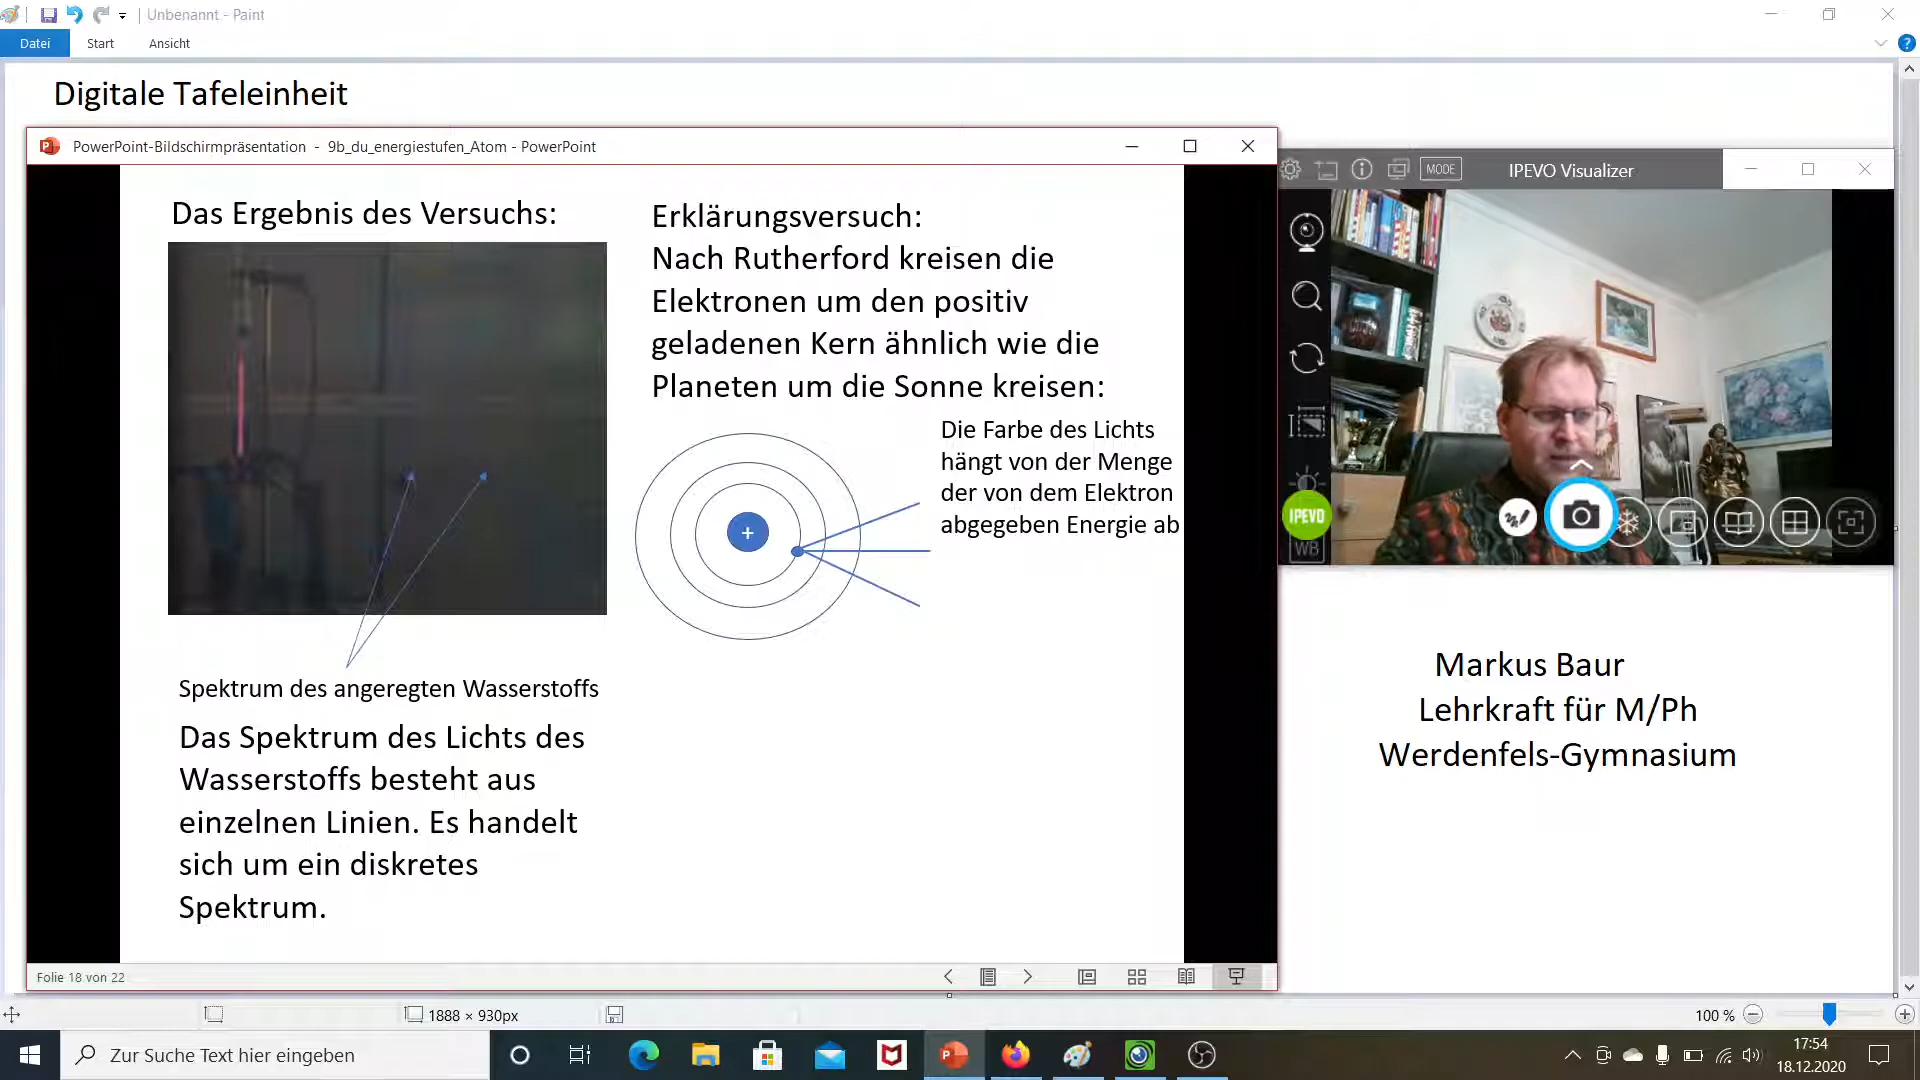 Unbenannt - Paint
Datei
Start
Ansicht
Digitale Tafeleinheit
PowerPoint-Bildschirmpräsentation - 9b_du_energiestufen_Atom - PowerPoint
Das Ergebnis des Versuchs:
Spektrum des angeregten Wasserstoffs
Das Spektrum des Lichts des
Wasserstoffs besteht aus
einzelnen Linien. Es handelt
sich um ein diskretes
Spektrum.
Erklärungsversuch:
Nach Rutherford kreisen die
Elektronen um den positiv
geladenen Kern ähnlich wie die
Planeten um die Sonne kreisen:
+
Die Farbe des Lichts
hängt von der Menge
der von dem Elektron
abgegeben Energie ab
Folie 18 von 22
MODE
IPEVO Visualizer
IPEVO
WB
Markus Baur
Lehrkraft für M/Ph
Werdenfels-Gymnasium
1888 × 930px
100 %
Zur Suche Text hier eingeben
17:54
18.12.2020